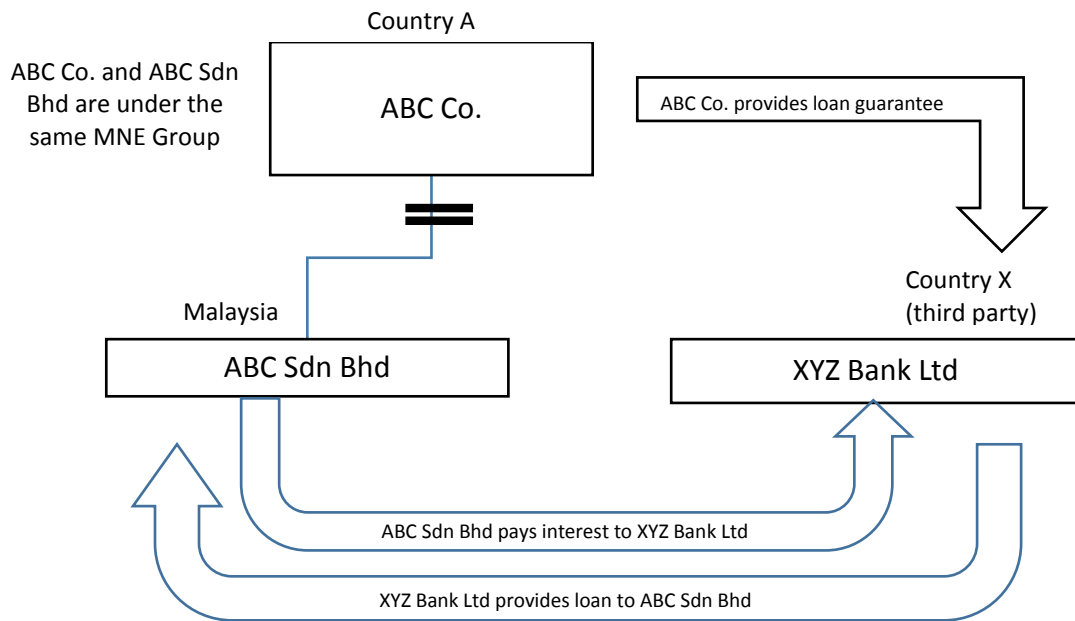 Country A
ABC Co. and ABC Sdn
Bhd are under the
same MNE Group
ABC Co.
ABC Co. provides loan guarantee
Country X
(third party)
Malaysia
ABC Sdn Bhd
XYZ Bank Ltd
ABC Sdn Bhd pays interest to XYZ Bank Ltd
XYZ Bank Ltd provides loan to ABC Sdn Bhd